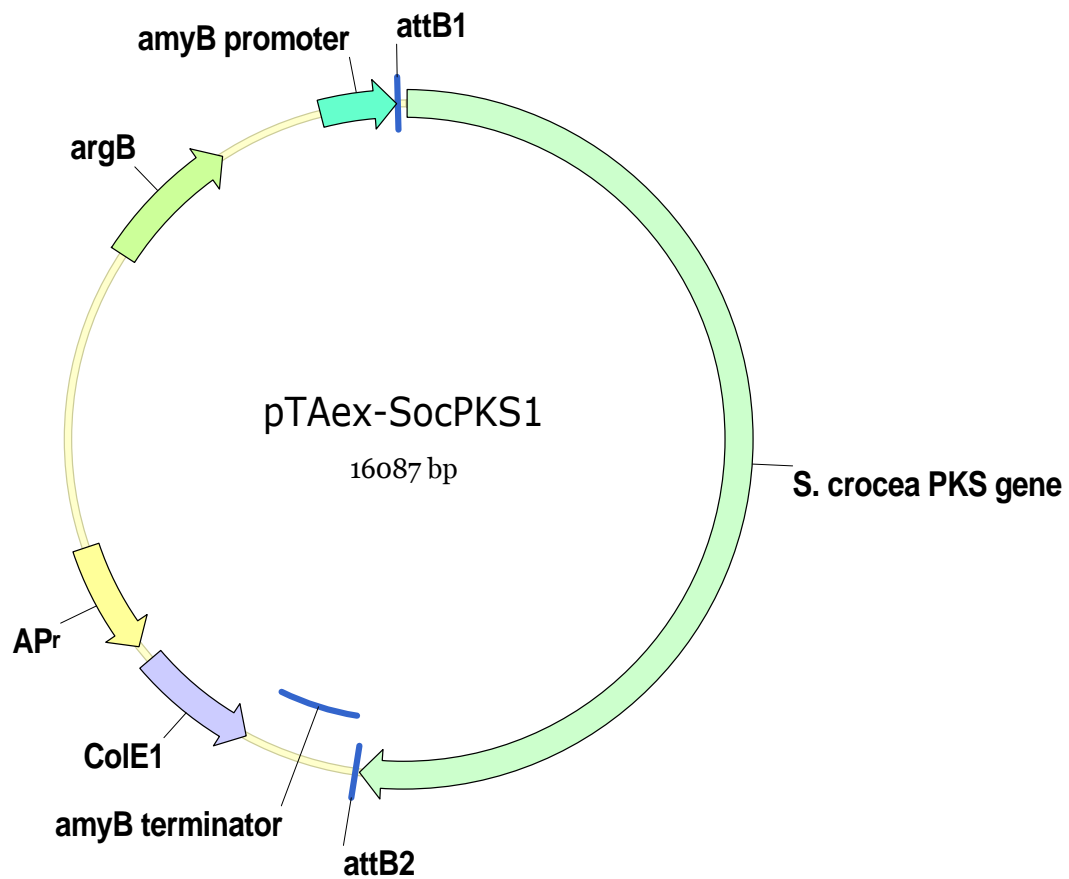 attB1
amyB promoter
argB
pTAex-SocPKS1
16087 bp
S. crocea PKS gene
APr
ColE1
amyB terminator
attB2